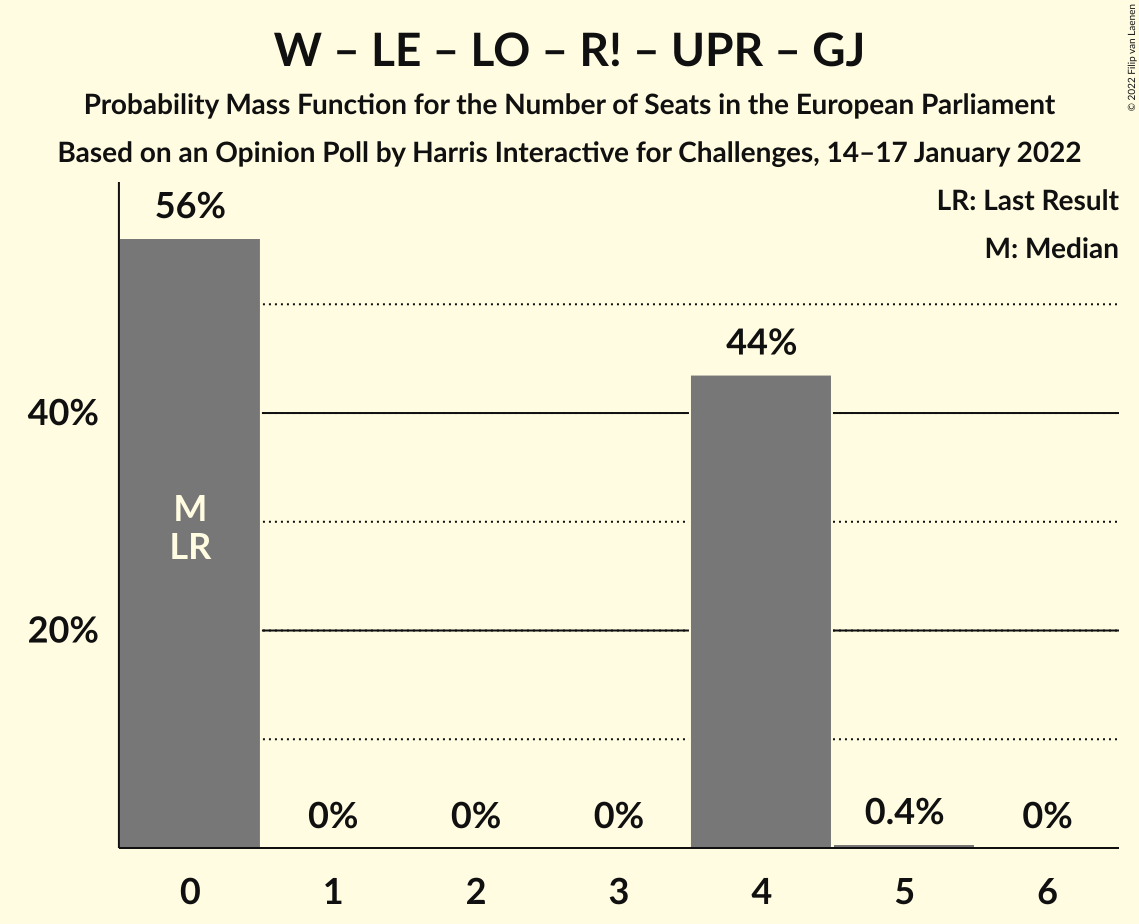 W – LE – LO – R! – UPR – GJ
Probability Mass Function for the Number of Seats in the European Parliament
Based on an Opinion Poll by Harris Interactive for Challenges, 14–17 January 2022
© 2022 Filip van Laenen
LR: Last Result
M: Median
56%
44%
40%
M
LR
20%
0%
0%
0%
0.4%
0%
0
1
2
3
4
5
6